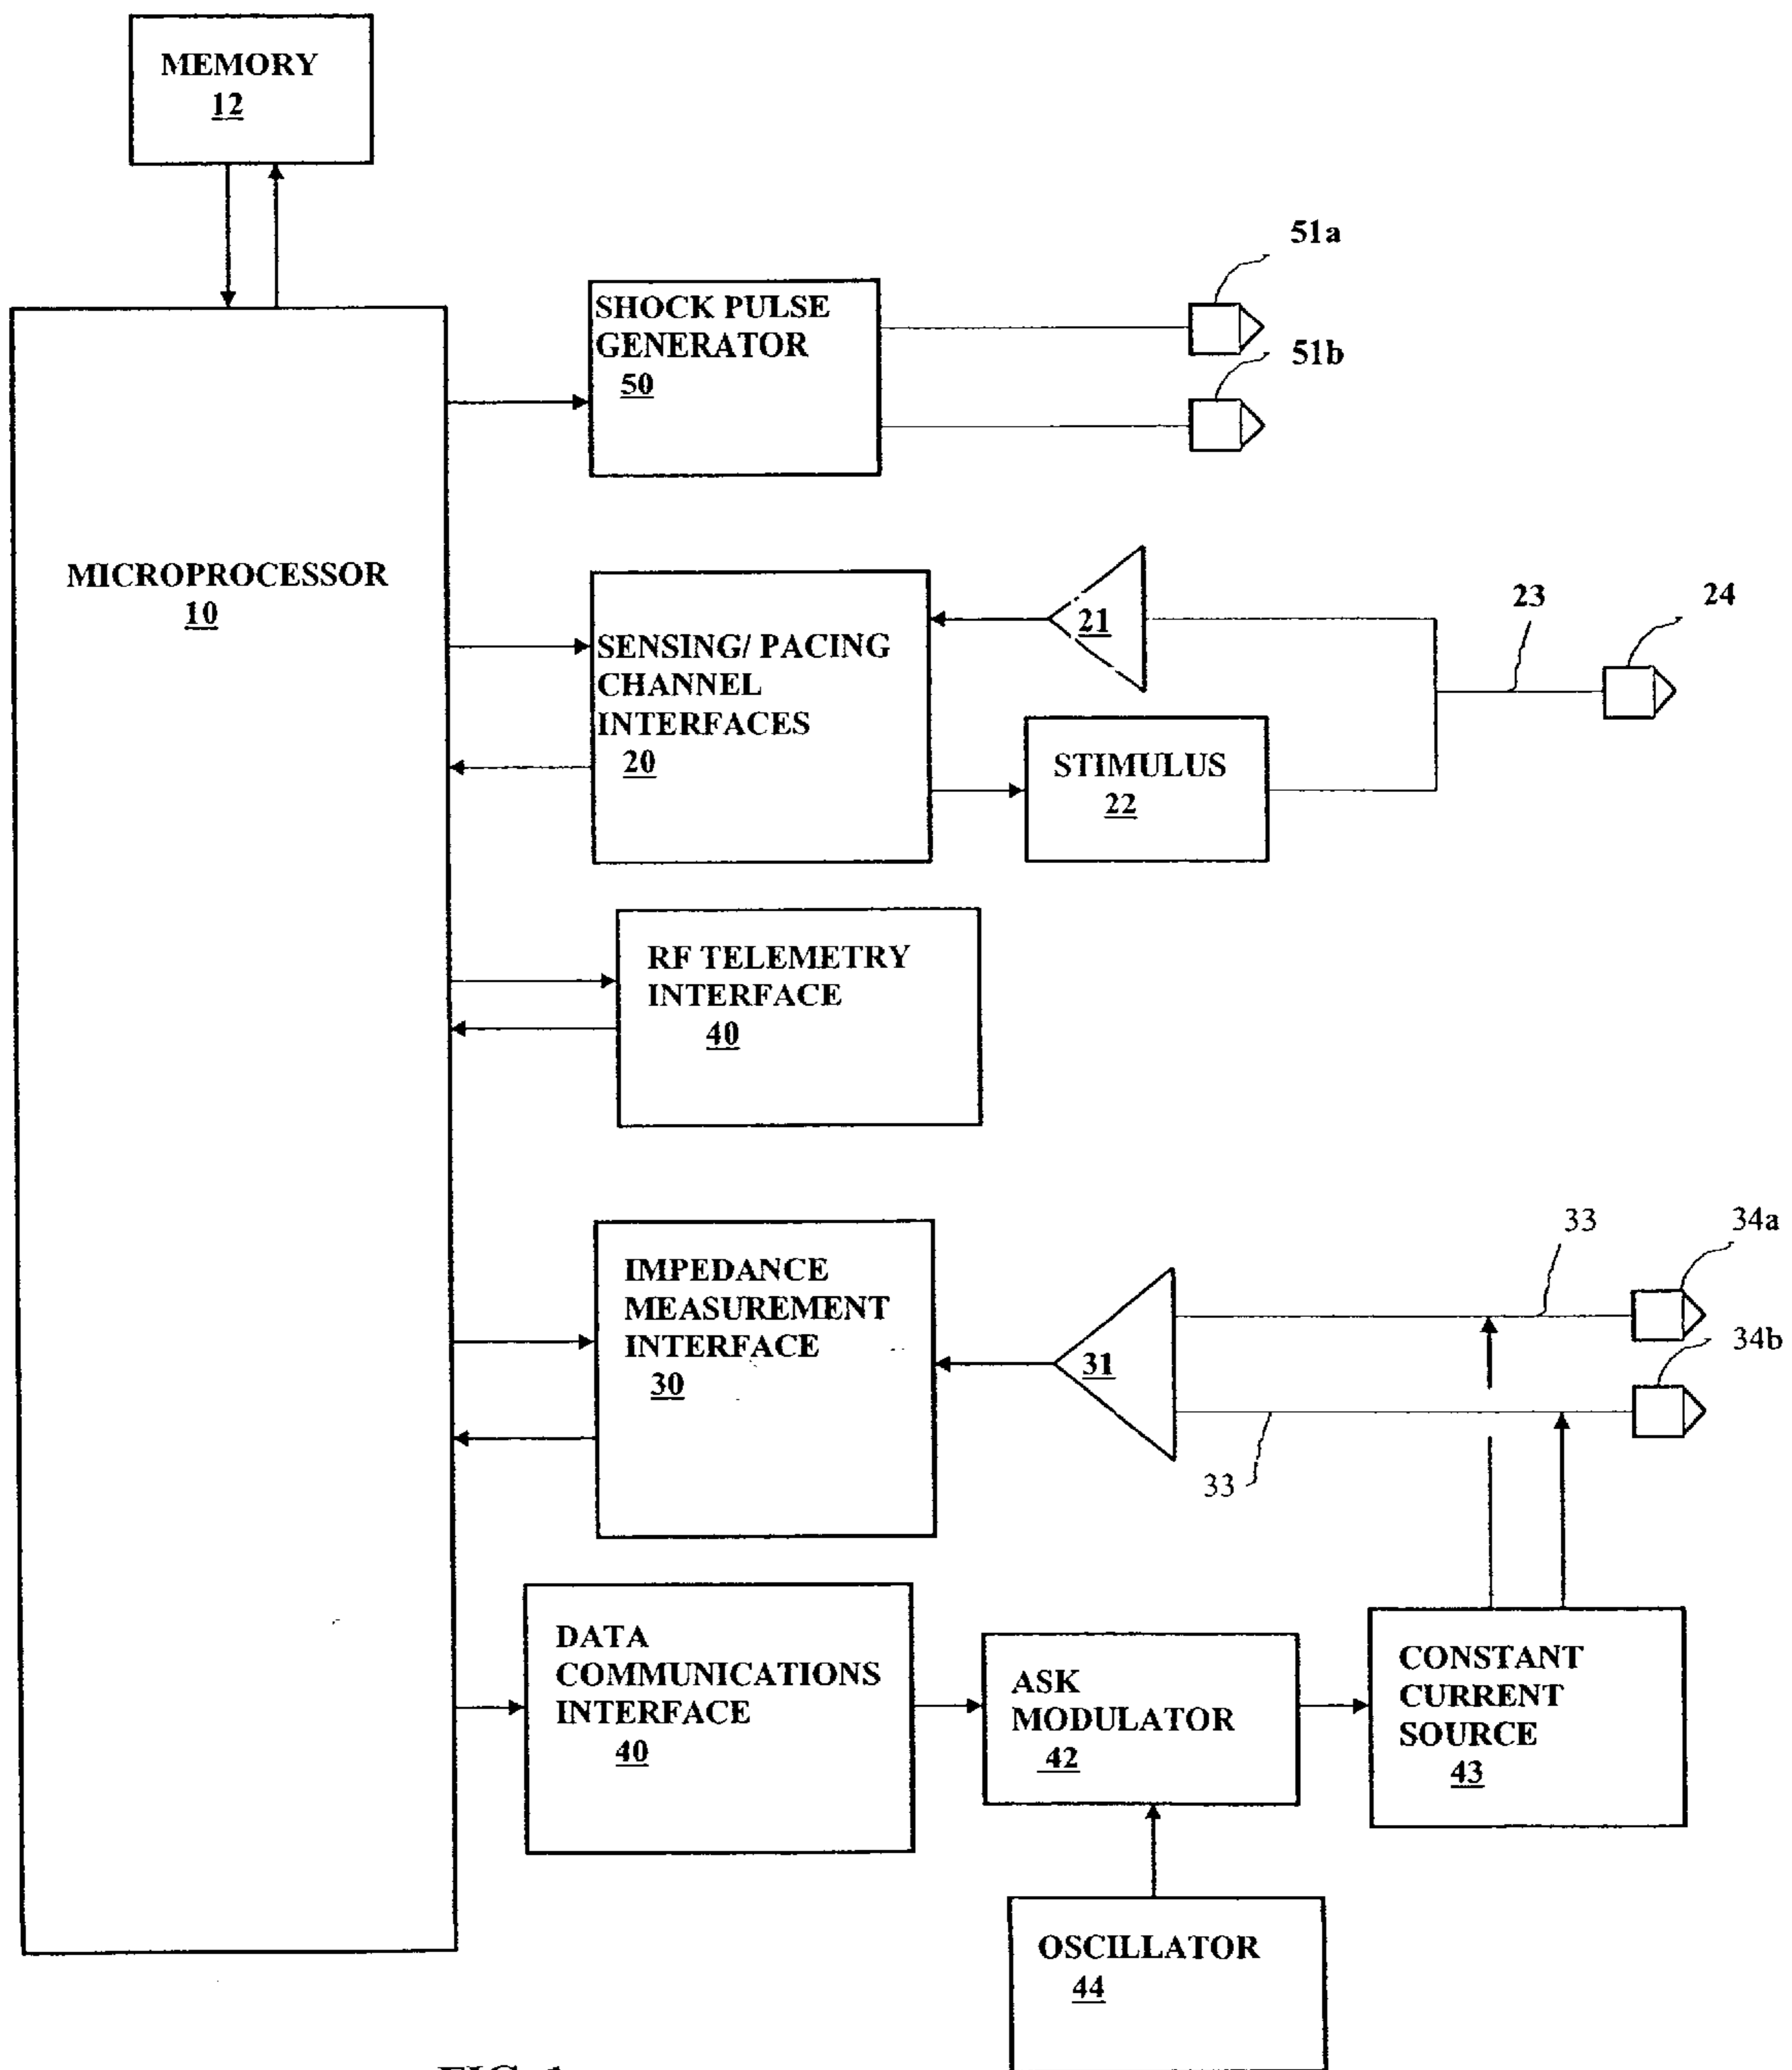 MEMORY
12
51a
SHOCK PULSE
GENERATOR
50
51b
MICROPROCESSOR
10
SENSING/ PACING
CHANNEL
INTERFACES
20
21
23
24
STIMULUS
22
RF TELEMETRY
INTERFACE
40
IMPEDANCE
MEASUREMENT
INTERFACE
30
31
33
34a
34b
33
DATA
COMMUNICATIONS
INTERFACE
40
ASK
MODULATOR
42
CONSTANT
CURRENT
SOURCE
43
OSCILLATOR
44